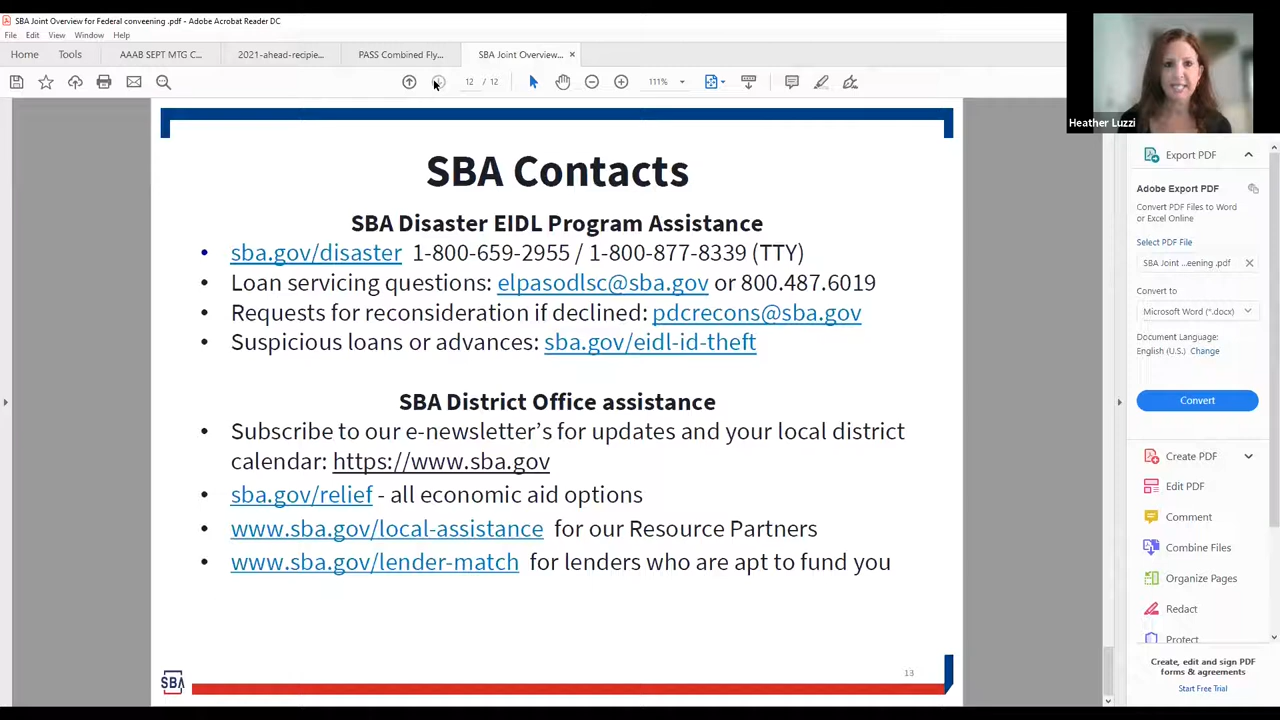 SBA Joint Overview for Federal conveening .pdf - Adobe Acrobat Reader DC
File Edit View Window Help
Home Tools AAAB SEPT MTG C... 2021-ahead-recipie... PASS Combined Fly... SBA Joint Overview... ×
12 / 12 111%
Heather Luzzi
SBA Contacts
SBA Disaster EIDL Program Assistance
• sba.gov/disaster 1-800-659-2955 / 1-800-877-8339 (TTY)
• Loan servicing questions: elpasodlsc@sba.gov or 800.487.6019
• Requests for reconsideration if declined: pdcrecons@sba.gov
• Suspicious loans or advances: sba.gov/eidl-id-theft
SBA District Office assistance
• Subscribe to our e-newsletter’s for updates and your local district
calendar: https://www.sba.gov
• sba.gov/relief - all economic aid options
• www.sba.gov/local-assistance for our Resource Partners
• www.sba.gov/lender-match for lenders who are apt to fund you
SBA
13
Export PDF
Adobe Export PDF
Convert PDF Files to Word
or Excel Online
Select PDF File
SBA Joint ...eening .pdf ×
Convert to
Microsoft Word (*.docx)
Document Language:
English (U.S.) Change
Convert
Create PDF
Edit PDF
Comment
Combine Files
Organize Pages
Redact
Protect
Create, edit and sign PDF
forms & agreements
Start Free Trial